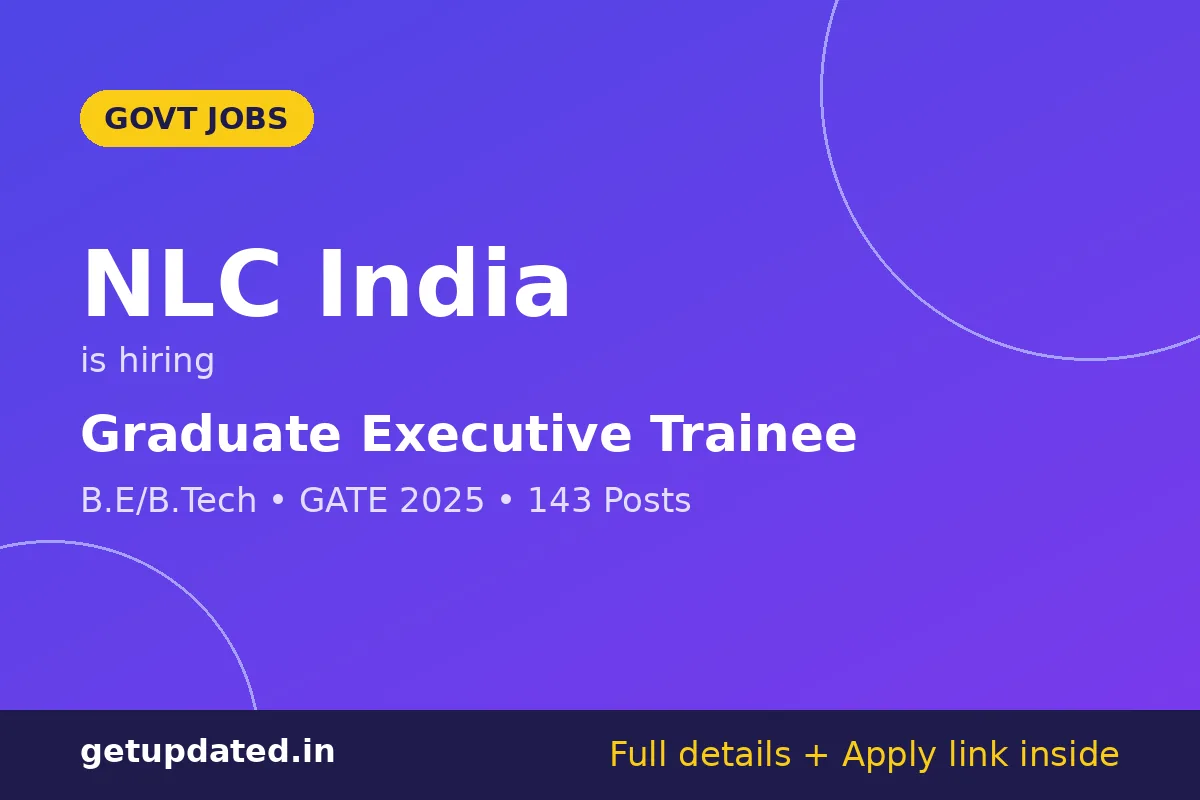 GOVT JOBS
NLC India
is hiring
Graduate Executive Trainee
B.E/B.Tech • GATE 2025 • 143 Posts
getupdated.in
Full details + Apply link inside